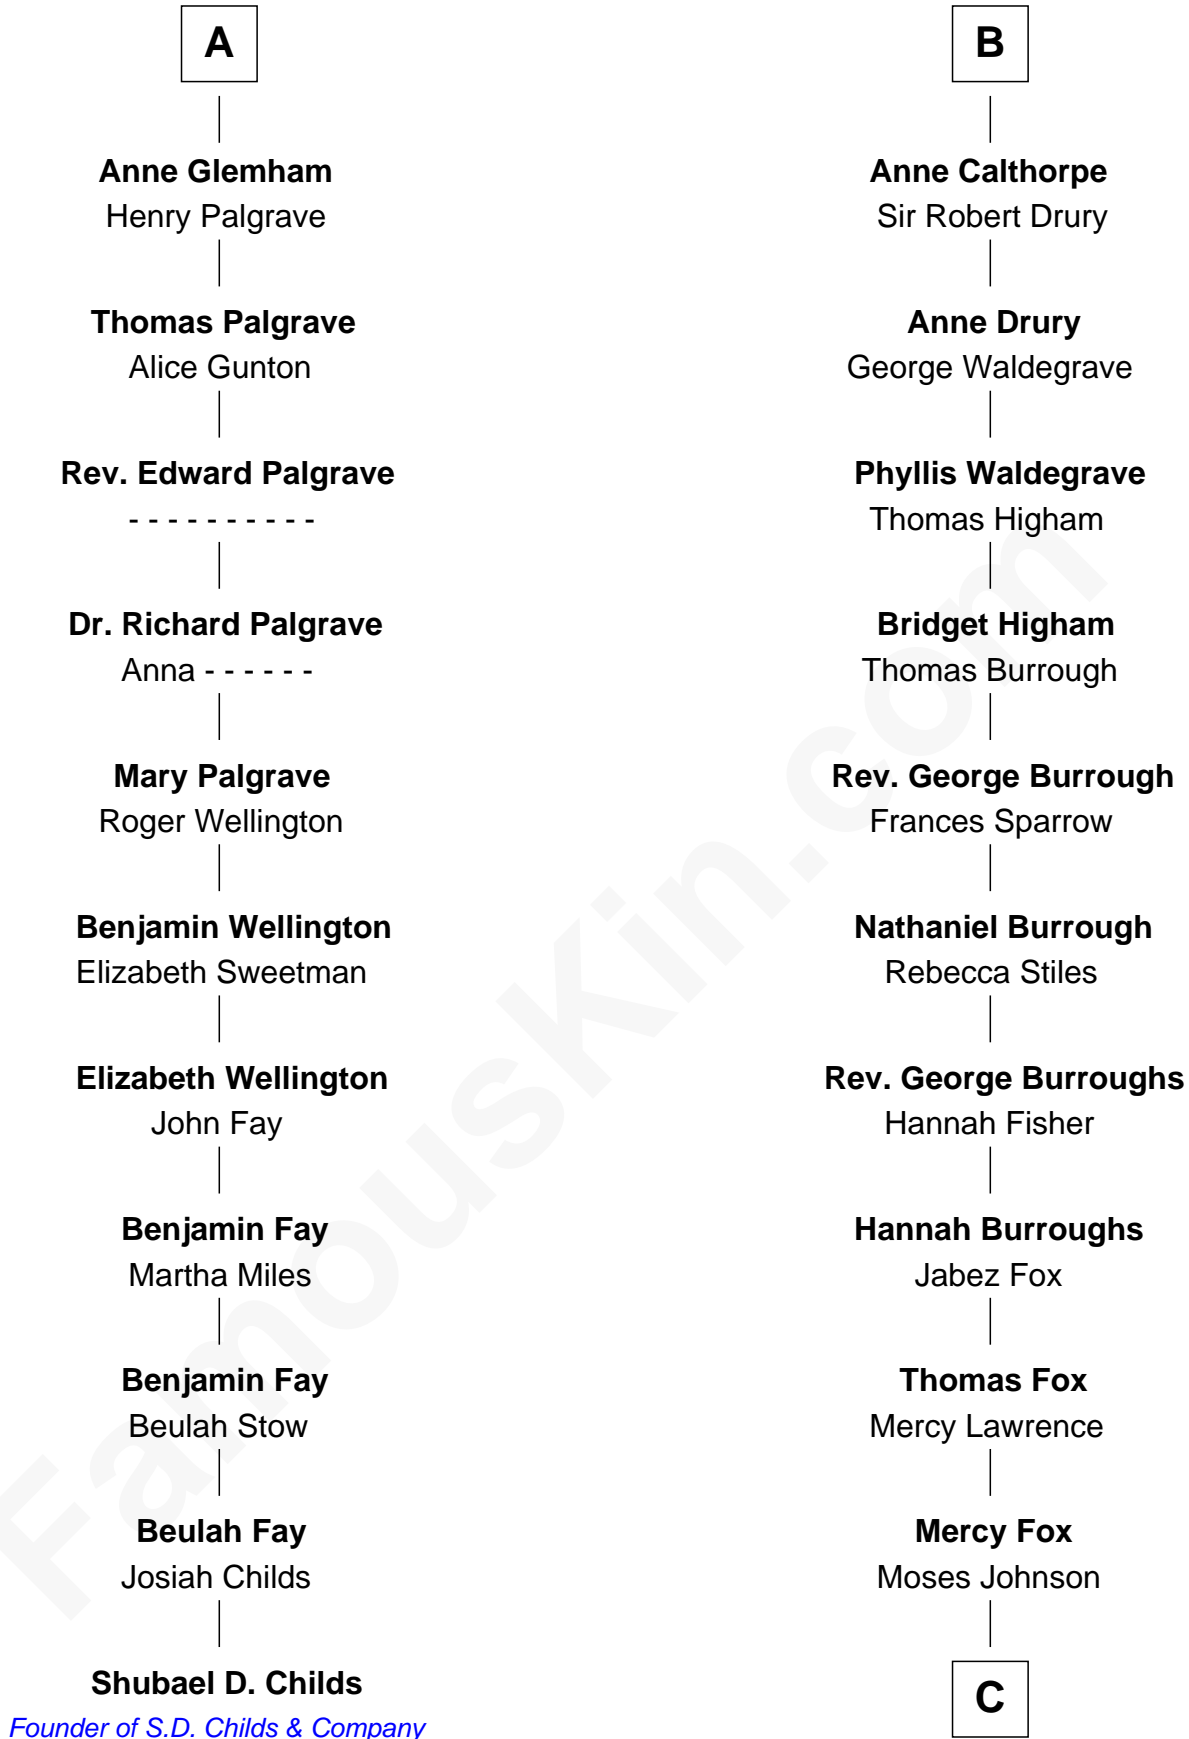 A
Anne Glemham
Henry Palgrave
Thomas Palgrave
Alice Gunton
Rev. Edward Palgrave
- - - - - - - - - -
Dr. Richard Palgrave
Anna - - - - - -
Mary Palgrave
Roger Wellington
Benjamin Wellington
Elizabeth Sweetman
Elizabeth Wellington
John Fay
Benjamin Fay
Martha Miles
Benjamin Fay
Beulah Stow
Beulah Fay
Josiah Childs
Shubael D. Childs
Founder of S.D. Childs & Company
B
Anne Calthorpe
Sir Robert Drury
Anne Drury
George Waldegrave
Phyllis Waldegrave
Thomas Higham
Bridget Higham
Thomas Burrough
Rev. George Burrough
Frances Sparrow
Nathaniel Burrough
Rebecca Stiles
Rev. George Burroughs
Hannah Fisher
Hannah Burroughs
Jabez Fox
Thomas Fox
Mercy Lawrence
Mercy Fox
Moses Johnson
C
FamousKin.com